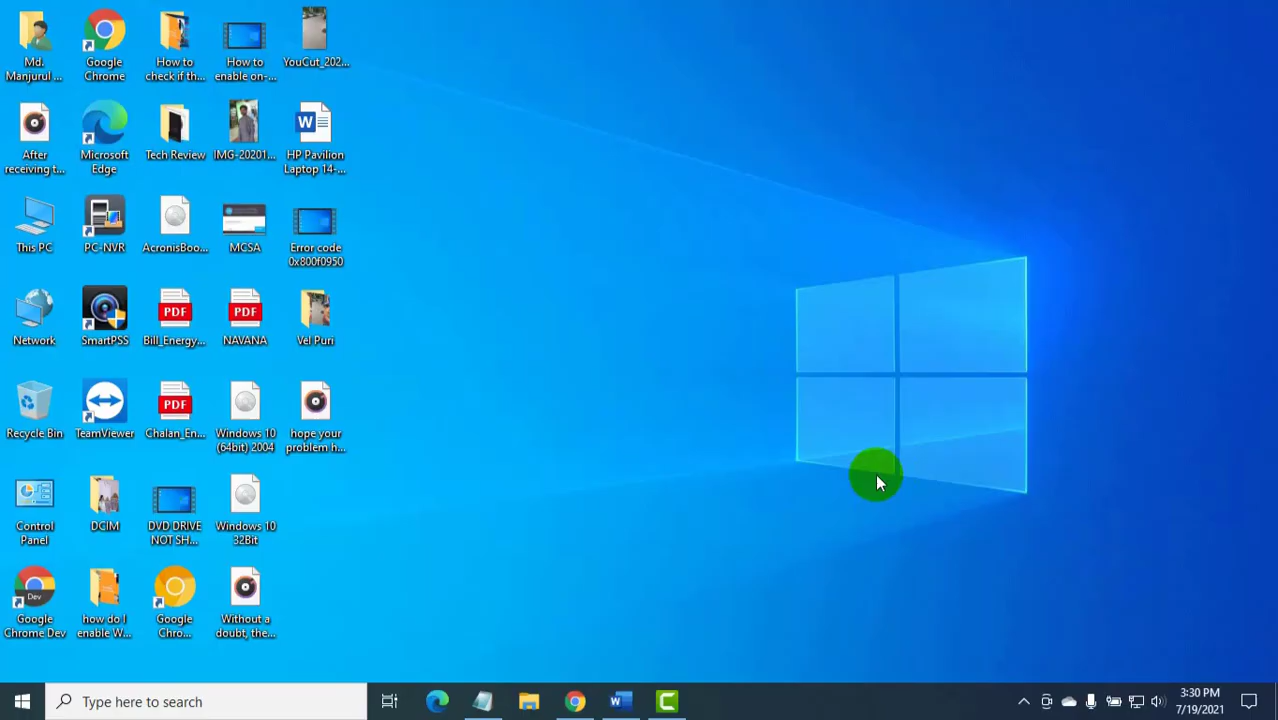 Md.
Manjurul ...
Google
Chrome
How to
check if th...
How to
enable on-...
YouCut_202...
After
receiving t...
Microsoft
Edge
Tech Review
IMG-20201...
HP Pavilion
Laptop 14-...
This PC
PC-NVR
AcronisBoo...
MCSA
Error code
0x800f0950
Network
SmartPSS
PDF
Bill_Energy...
PDF
NAVANA
Vel Puri
Recycle Bin
TeamViewer
PDF
Chalan_En...
Windows 10
(64bit) 2004
hope your
problem h...
Control
Panel
DCIM
DVD DRIVE
NOT SH...
Windows 10
32Bit
Dev
Google
Chrome Dev
how do I
enable W...
Google
Chro...
Without a
doubt, the...
Type here to search
3:30 PM
7/19/2021